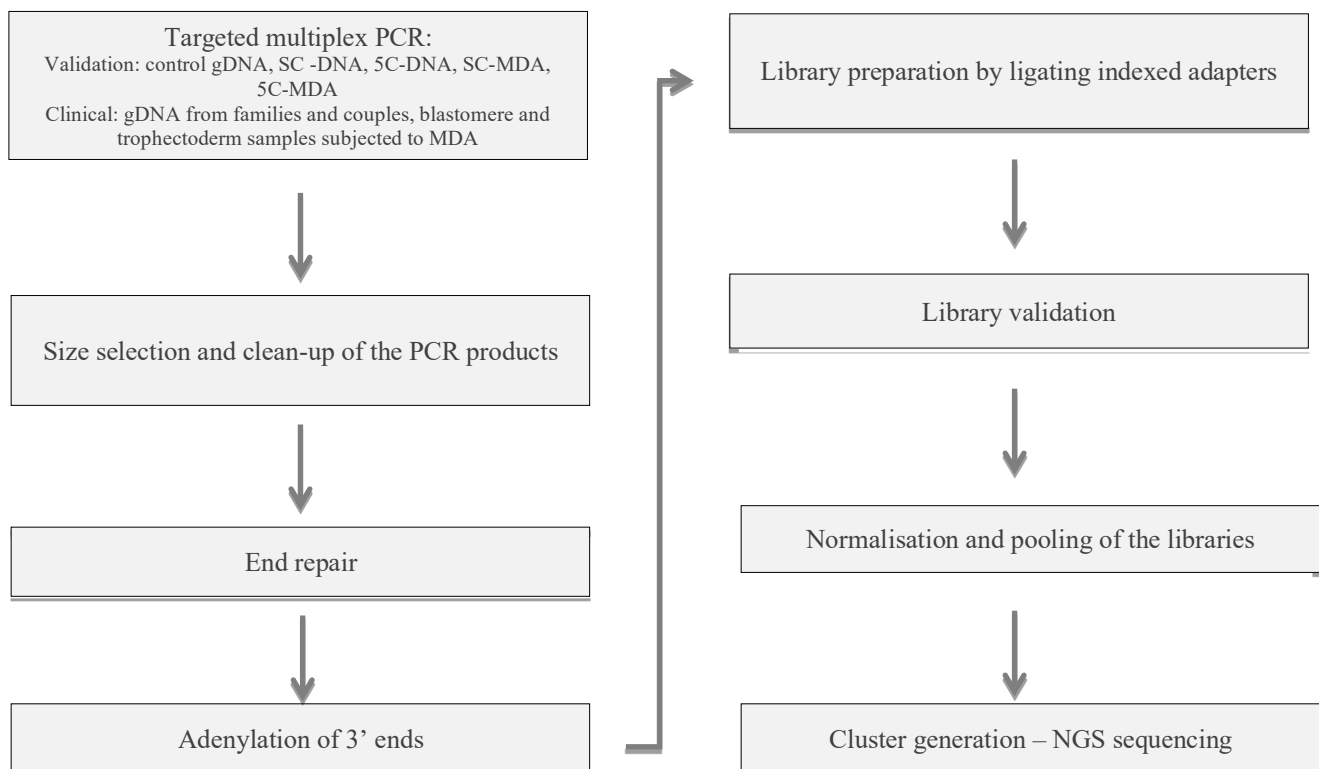 Targeted multiplex PCR:
Validation: control gDNA, SC -DNA, 5C-DNA, SC-MDA,
5C-MDA
Clinical: gDNA from families and couples, blastomere and
trophectoderm samples subjected to MDA
Size selection and clean-up of the PCR products
End repair
Adenylation of 3’ ends
Library preparation by ligating indexed adapters
Library validation
Normalisation and pooling of the libraries
Cluster generation – NGS sequencing